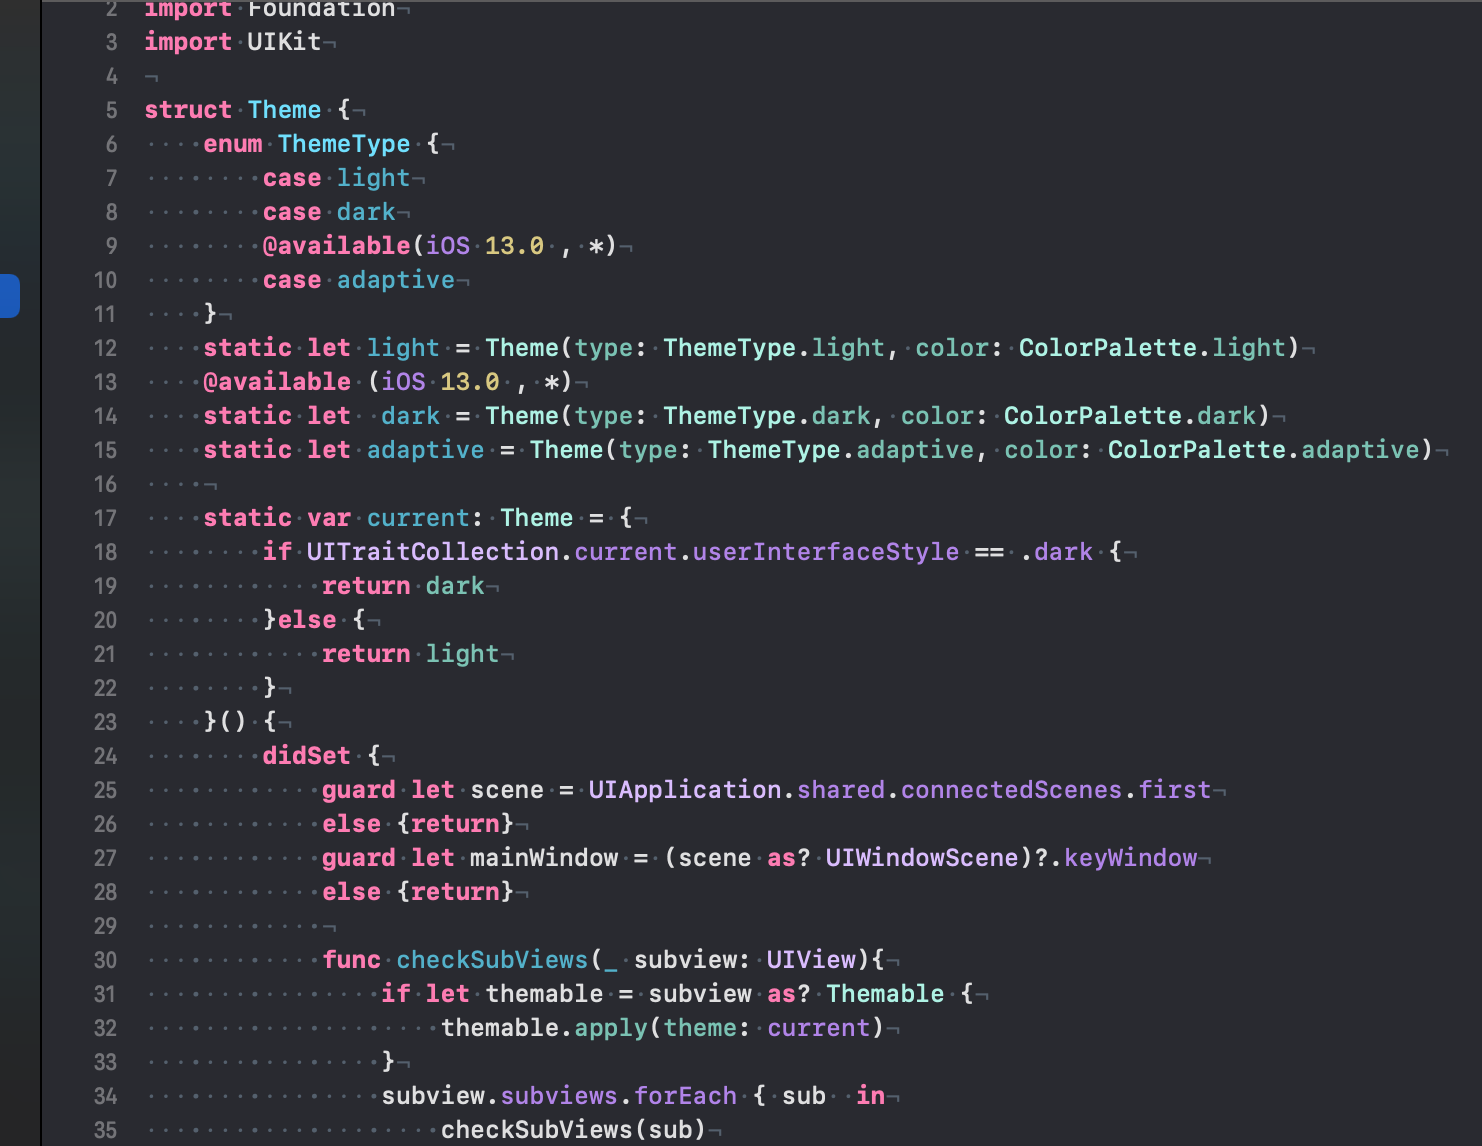 2 import Foundation¬
3 import UIKit¬
4 ¬
5 struct·Theme·{¬
6 ····enum·ThemeType·{¬
7 ········case·light¬
8 ········case·dark¬
9 ········@available(iOS·13.0·,·*)¬
10 ········case·adaptive¬
11 ····}¬
12 ····static·let·light·=·Theme(type:·ThemeType.light,·color:·ColorPalette.light)¬
13 ····@available·(iOS·13.0·,·*)¬
14 ····static·let··dark·=·Theme(type:·ThemeType.dark,·color:·ColorPalette.dark)¬
15 ····static·let·adaptive·=·Theme(type:·ThemeType.adaptive,·color:·ColorPalette.adaptive)¬
16 ····¬
17 ····static·var·current:·Theme·=·{¬
18 ········if·UITraitCollection.current.userInterfaceStyle·==·.dark·{¬
19 ············return·dark¬
20 ········}else·{¬
21 ············return·light¬
22 ········}¬
23 ····}()·{¬
24 ········didSet·{¬
25 ············guard·let·scene·=·UIApplication.shared.connectedScenes.first¬
26 ············else·{return}¬
27 ············guard·let·mainWindow·=·(scene·as?·UIWindowScene)?.keyWindow¬
28 ············else·{return}¬
29 ············¬
30 ············func·checkSubViews(_·subview:·UIView){¬
31 ················if·let·themable·=·subview·as?·Themable·{¬
32 ····················themable.apply(theme:·current)¬
33 ················}¬
34 ················subview.subviews.forEach·{·sub··in¬
35 ····················checkSubViews(sub)¬